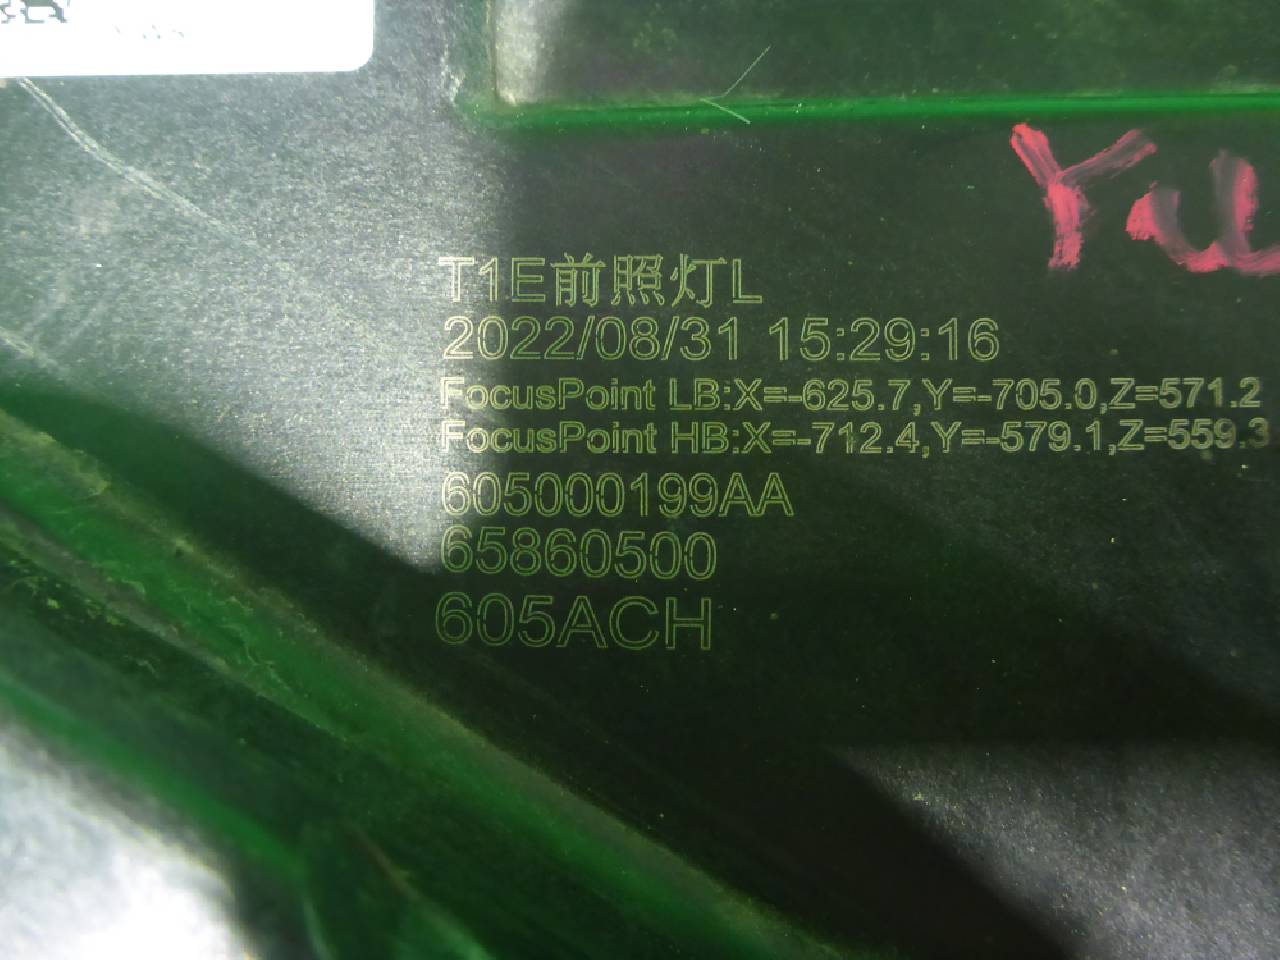 Yu
T1E前照灯L
2022/08/31 15:29:16
FocusPoint LB:X=-625.7,Y=-705.0,Z=571.2
FocusPoint HB:X=-712.4,Y=-579.1,Z=559.3
605000199AA
65860500
605ACH